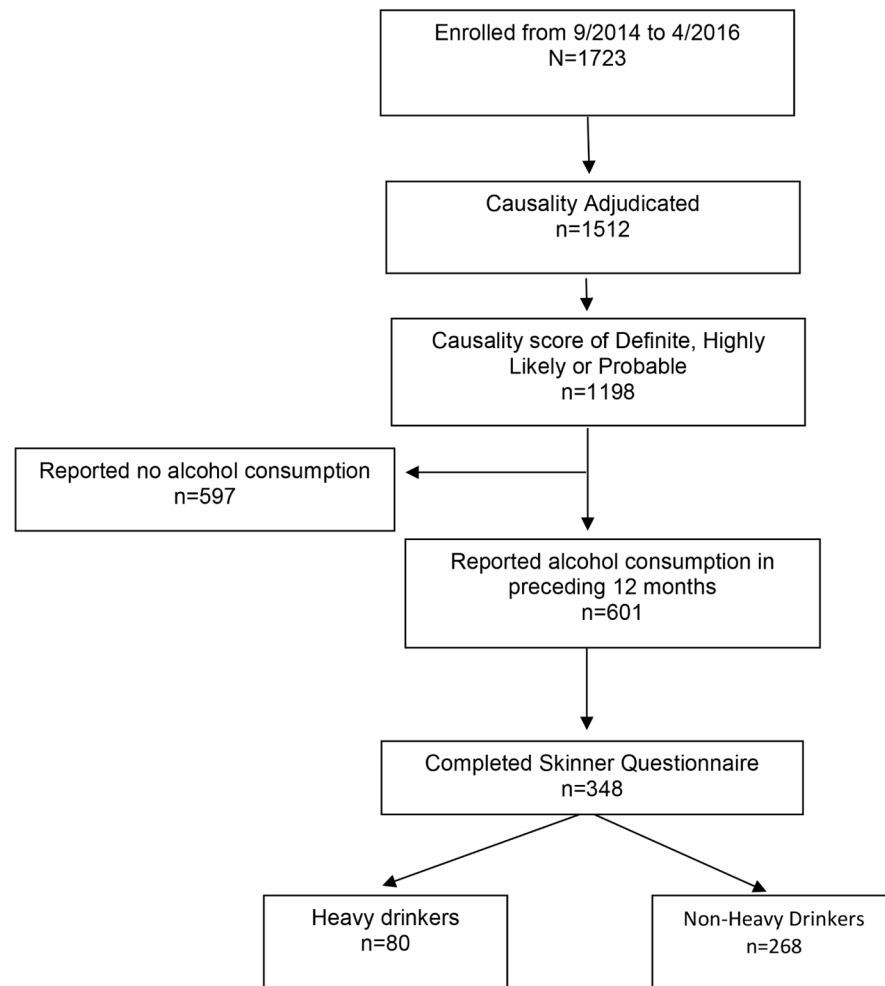 Enrolled from 9/2014 to 4/2016
N=1723
Causality Adjudicated
n=1512
Causality score of Definite, Highly
Likely or Probable
n=1198
Reported no alcohol consumption
n=597
Reported alcohol consumption in
preceding 12 months
n=601
Completed Skinner Questionnaire
n=348
Heavy drinkers
n=80
Non-Heavy Drinkers
n=268